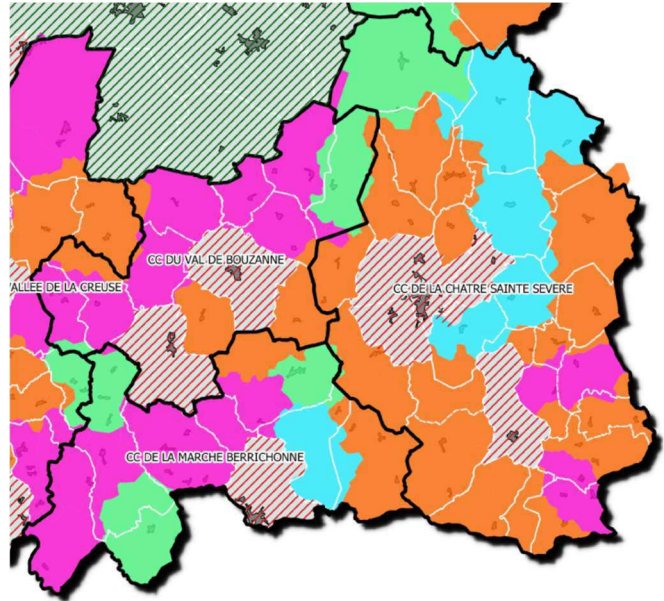 CC DU VAL DE BOUZANNE
ALLEE DE LA CREUSE
CC DE LA CHATRE SAINTE SEVERE
CC DE LA MARCHE BERRICHONNE